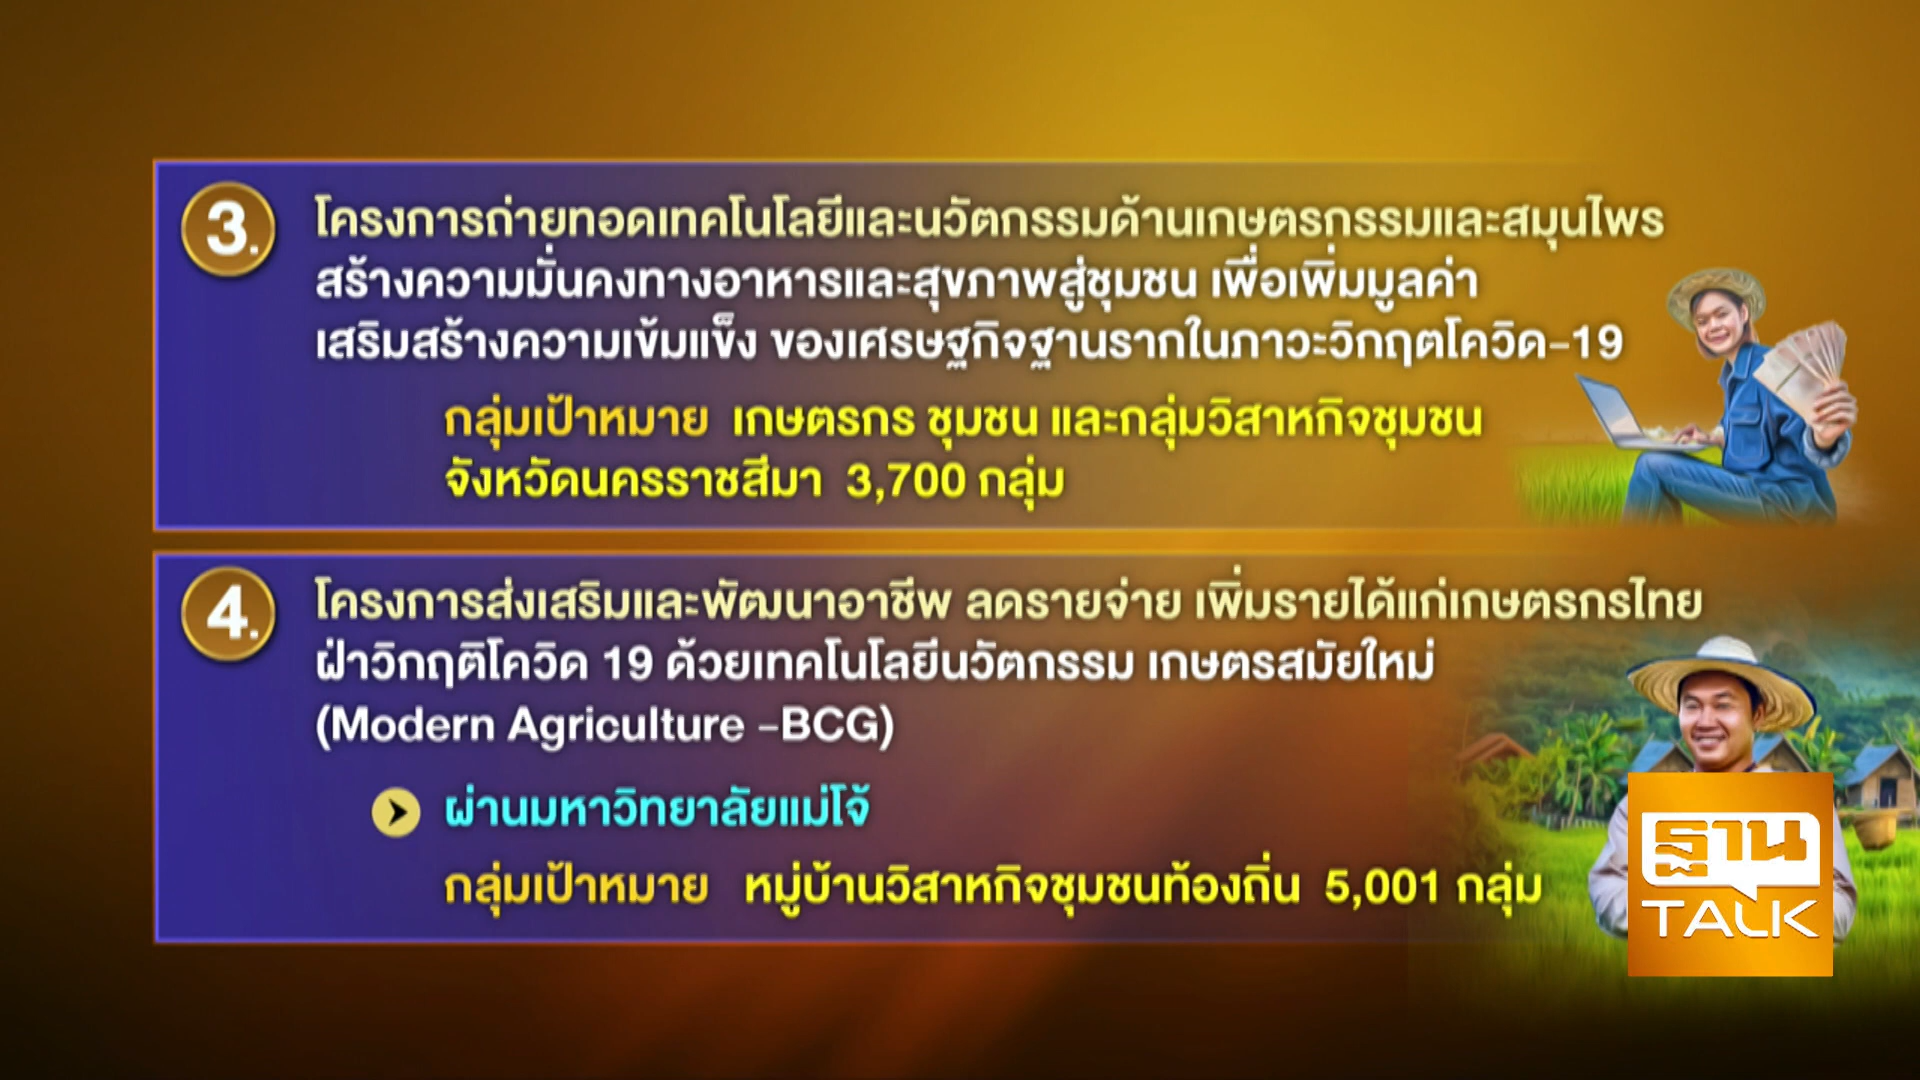 3.
โครงการถ่ายทอดเทคโนโลยีและนวัตกรรมด้านเกษตรกรรมและสมุนไพร
สร้างความมั่นคงทางอาหารและสุขภาพสู่ชุมชน เพื่อเพิ่มมูลค่า
เสริมสร้างความเข้มแข็ง ของเศรษฐกิจฐานรากในภาวะวิกฤตโควิด-19
กลุ่มเป้าหมาย เกษตรกร ชุมชน และกลุ่มวิสาหกิจชุมชน
จังหวัดนครราชสีมา 3,700 กลุ่ม
4.
โครงการส่งเสริมและพัฒนาอาชีพ ลดรายจ่าย เพิ่มรายได้แก่เกษตรกรไทย
ฝ่าวิกฤติโควิด 19 ด้วยเทคโนโลยีนวัตกรรม เกษตรสมัยใหม่
(Modern Agriculture -BCG)
ผ่านมหาวิทยาลัยแม่โจ้
กลุ่มเป้าหมาย หมู่บ้านวิสาหกิจชุมชนท้องถิ่น 5,001 กลุ่ม
ฐาน
TALK